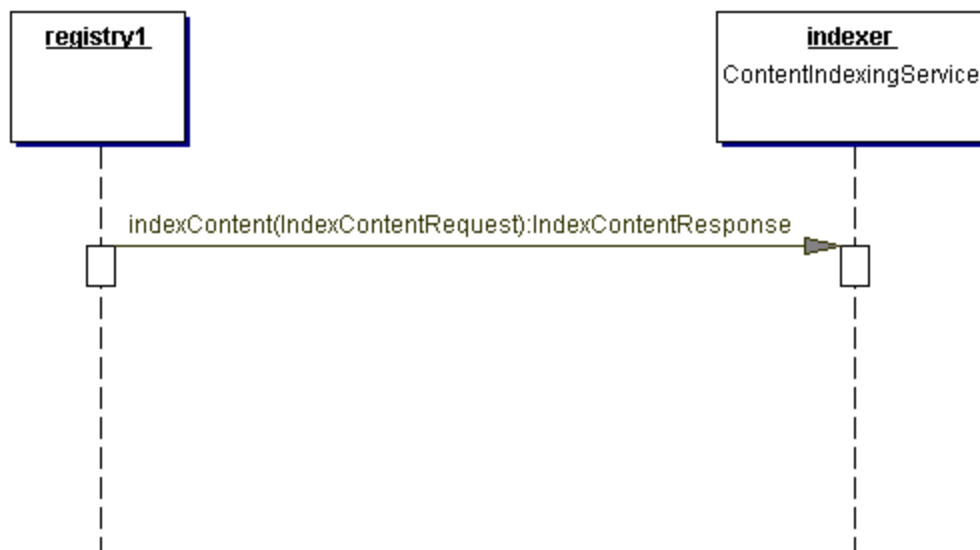 registry1
indexer
ContentIndexingService
indexContent(IndexContentRequest):IndexContentResponse